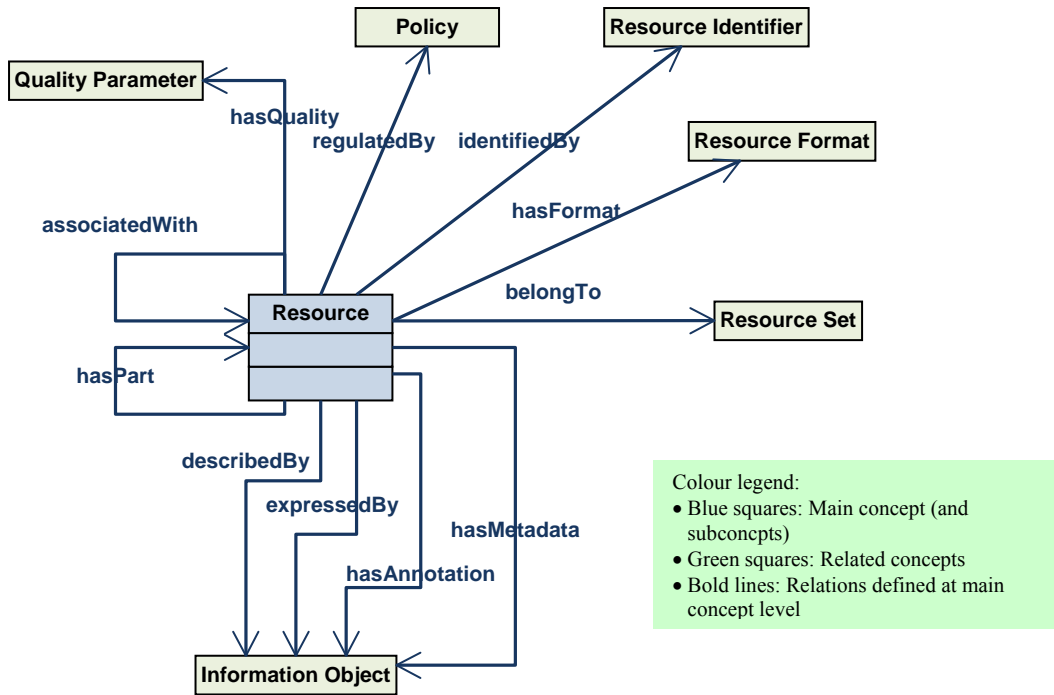 Policy
Resource Identifier
Quality Parameter
hasQuality
regulatedBy
identifiedBy
Resource Format
hasFormat
associatedWith
belongTo
Resource
Resource Set
hasPart
describedBy
expressedBy
hasMetadata
hasAnnotation
Information Object
Colour legend:
• Blue squares: Main concept (and
subconcpts)
• Green squares: Related concepts
• Bold lines: Relations defined at main
concept level